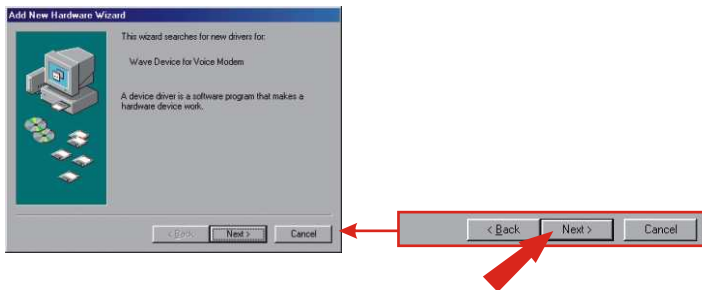 Add New Hardware Wizard
This wizard searches for new drivers for:
Wave Device for Voice Modem
A device driver is a software program that makes a
hardware device work.
< Back Next > Cancel
< Back Next > Cancel